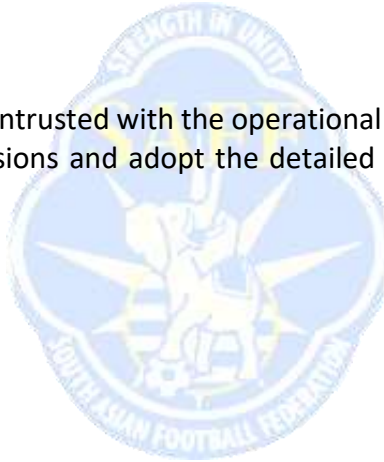 STRENGTH IN UNITY
SAFF
ntrusted with the operational
sions and adopt the detailed
SOUTH ASIAN FOOTBALL FEDERATION